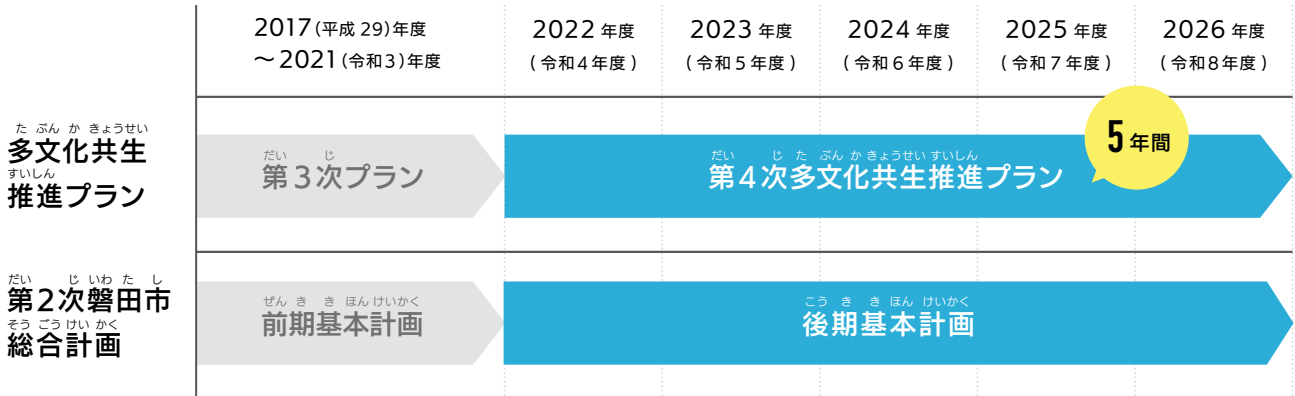 2017(平成 29)年度
～2021(令和3)年度
2022 年度
(令和4年度)
2023 年度
(令和5年度)
2024 年度
(令和6年度)
2025 年度
(令和7年度)
2026 年度
(令和8年度)
た ぶん か きょうせい
多文化共生
すいしん
推進プラン
だい じ
第3次プラン
だい じ た ぶん か きょうせい すいしん
第4次多文化共生推進プラン
5 年間
だい じ いわ た し
第2次磐田市
そう ごう けい かく
総合計画
ぜん き き ほん けいかく
前期基本計画
こう き き ほん けいかく
後期基本計画